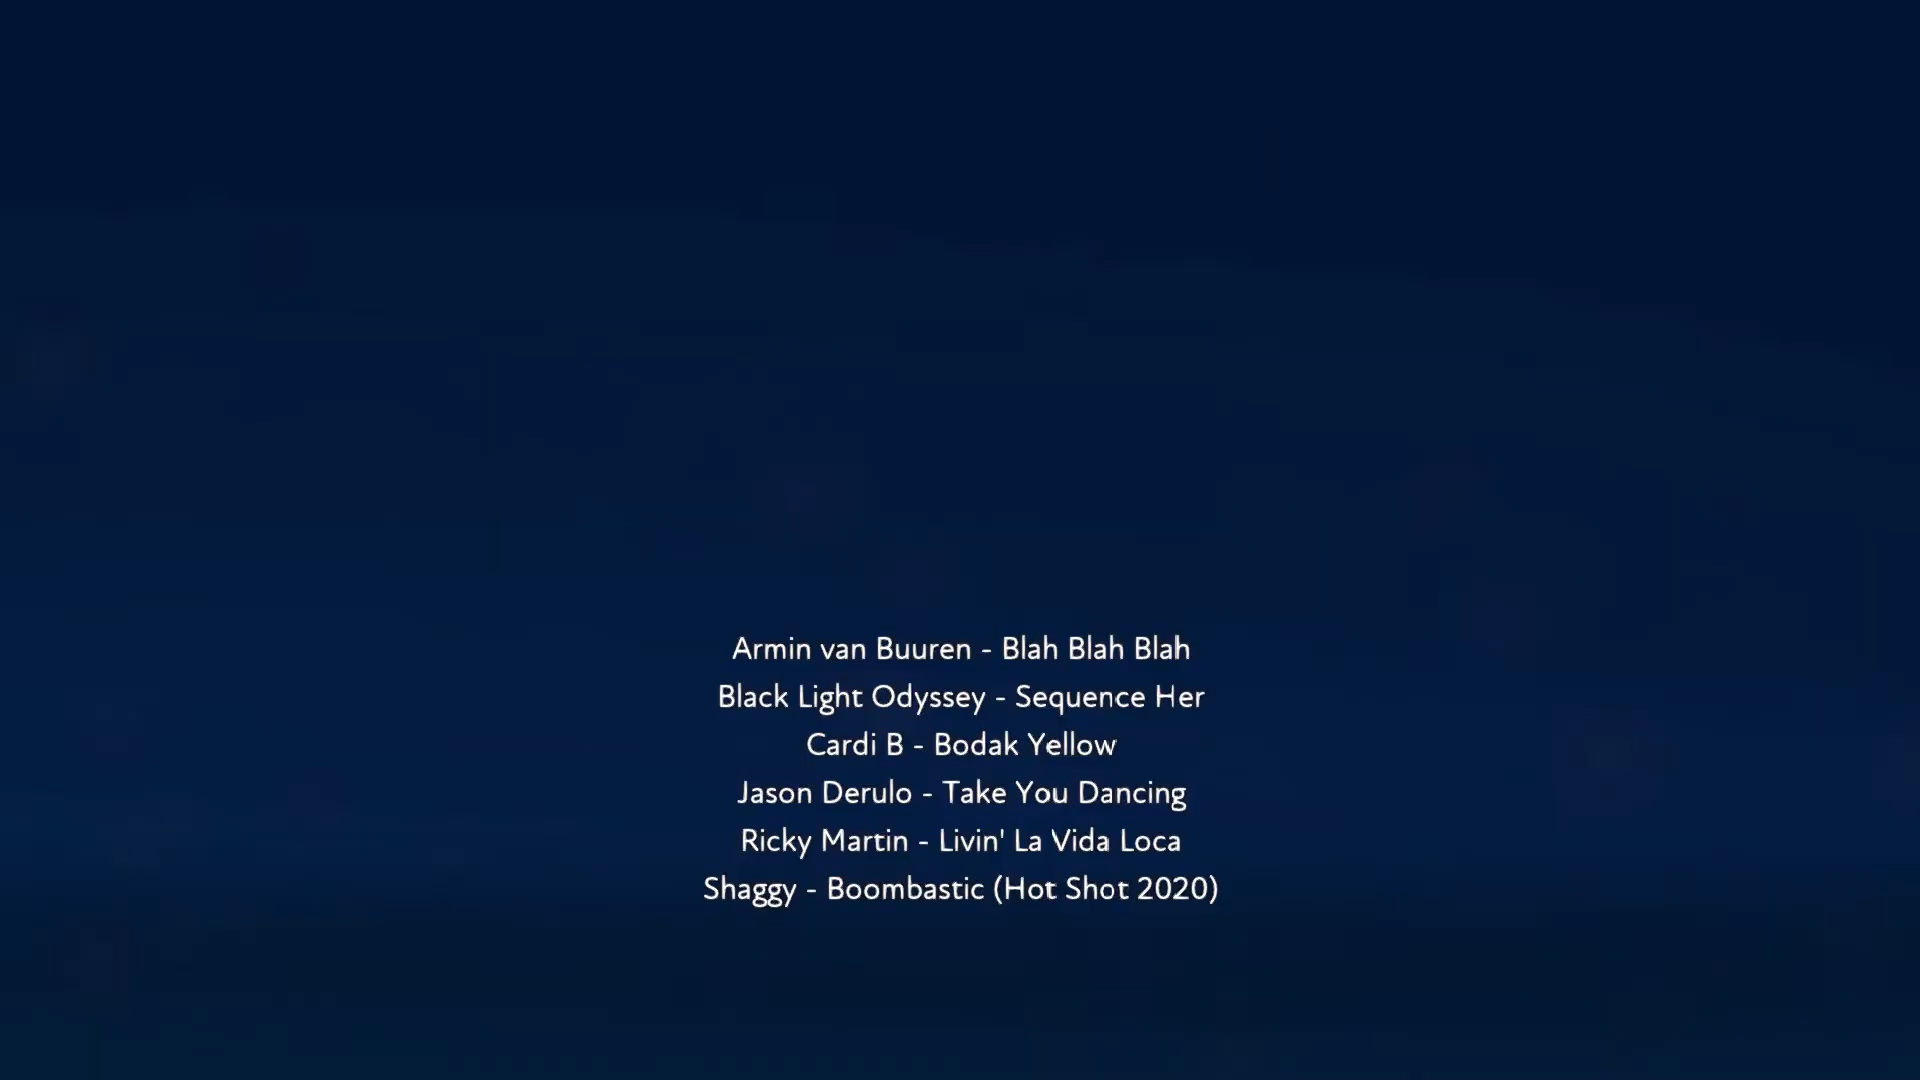 Armin van Buuren - Blah Blah Blah
Black Light Odyssey - Sequence Her
Cardi B - Bodak Yellow
Jason Derulo - Take You Dancing
Ricky Martin - Livin' La Vida Loca
Shaggy - Boombastic (Hot Shot 2020)